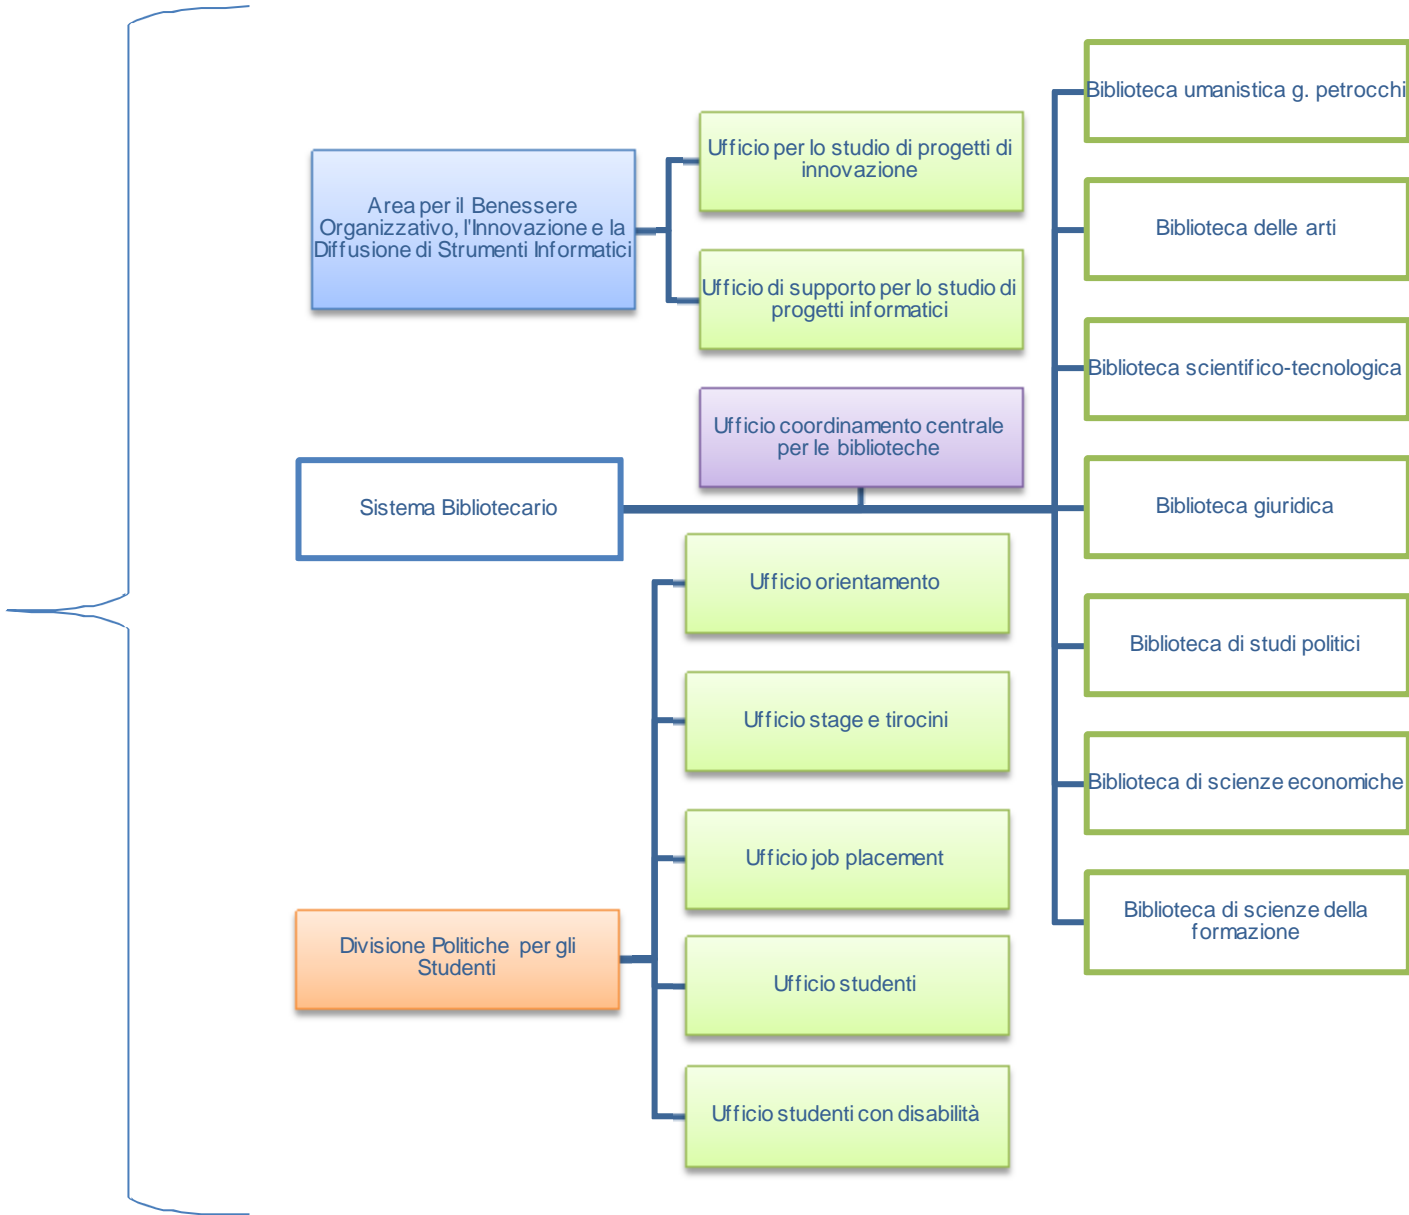 Area per il Benessere
Organizzativo, l'Innovazione e la
Diffusione di Strumenti Informatici
Ufficio per lo studio di progetti di
innovazione
Ufficio di supporto per lo studio di
progetti informatici
Sistema Bibliotecario
Ufficio coordinamento centrale
per le biblioteche
Biblioteca umanistica g. petrocchi
Biblioteca delle arti
Biblioteca scientifico-tecnologica
Biblioteca giuridica
Biblioteca di studi politici
Biblioteca di scienze economiche
Biblioteca di scienze della
formazione
Divisione Politiche per gli
Studenti
Ufficio orientamento
Ufficio stage e tirocini
Ufficio job placement
Ufficio studenti
Ufficio studenti con disabilità